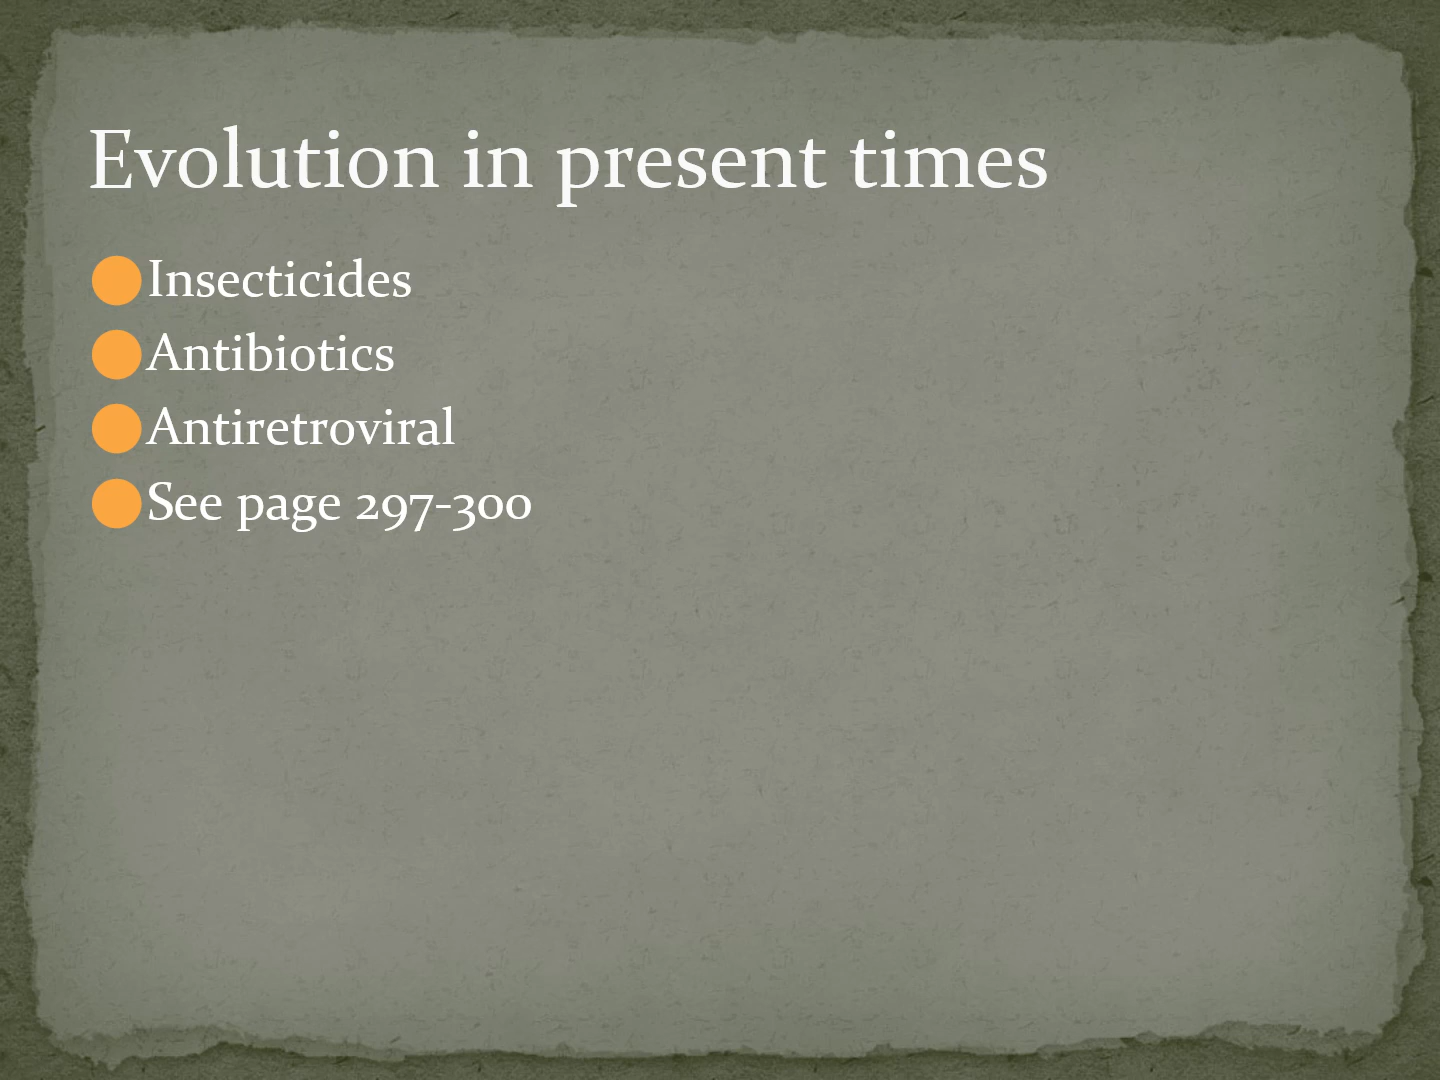 Evolution in present times
Insecticides
Antibiotics
Antiretroviral
See page 297-300